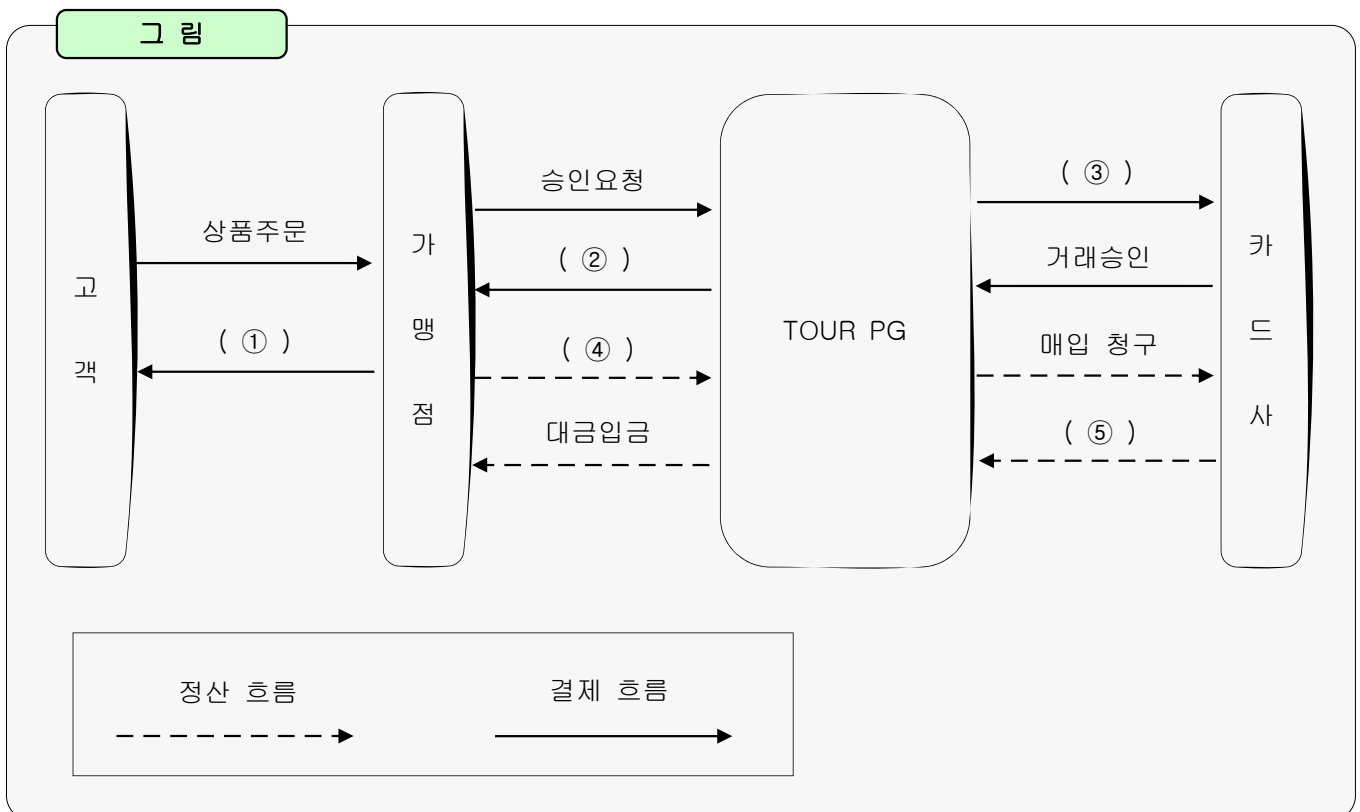 그 림
고객
상품주문
( ① )
가맹점
승인요청
( ② )
( ④ )
대금입금
TOUR PG
( ③ )
거래승인
매입 청구
( ⑤ )
카드사
정산 흐름
결제 흐름